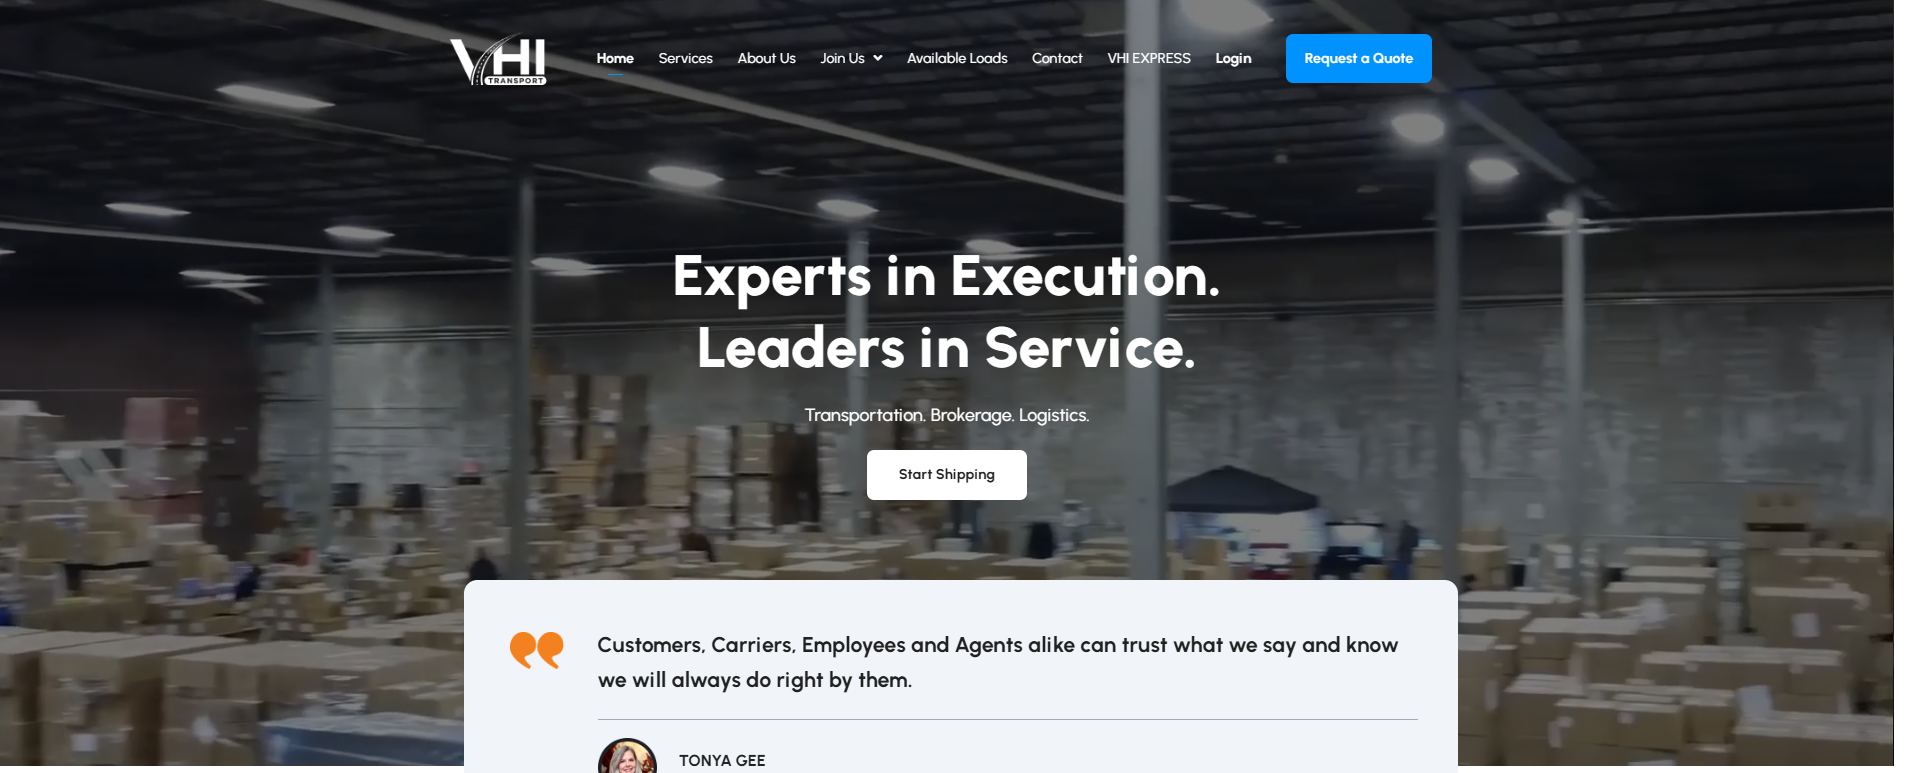 VHI
TRANSPORT
Home Services About Us Join Us Available Loads Contact VHI EXPRESS Login Request a Quote
Experts in Execution.
Leaders in Service.
Transportation. Brokerage. Logistics.
Start Shipping
Customers, Carriers, Employees and Agents alike can trust what we say and know
we will always do right by them.
TONYA GEE